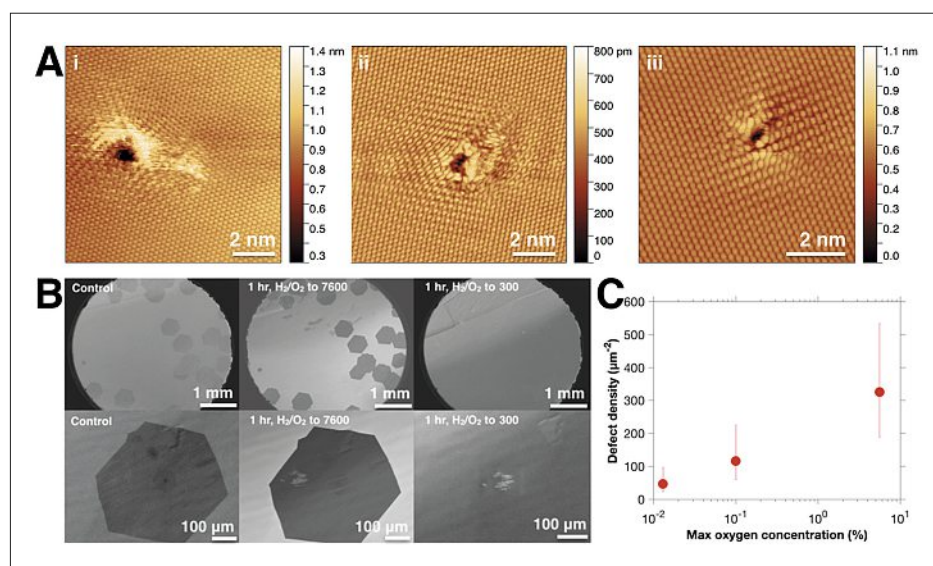 A
i
1.4 nm
1.3
1.2
1.1
1.0
0.9
0.8
0.7
0.6
0.5
0.4
0.3
2 nm
ii
800 pm
700
600
500
400
300
200
100
0
2 nm
iii
1.1 nm
1.0
0.9
0.8
0.7
0.6
0.5
0.4
0.3
0.2
0.1
0.0
2 nm
B
Control
1 mm
1 hr, H₂/O₂ to 7600
1 mm
1 hr, H₂/O₂ to 300
1 mm
Control
100 µm
1 hr, H₂/O₂ to 7600
100 µm
1 hr, H₂/O₂ to 300
100 µm
C
Defect density (µm⁻²)
600
500
400
300
200
100
0
10⁻² 10⁻¹ 10⁰ 10¹
Max oxygen concentration (%)